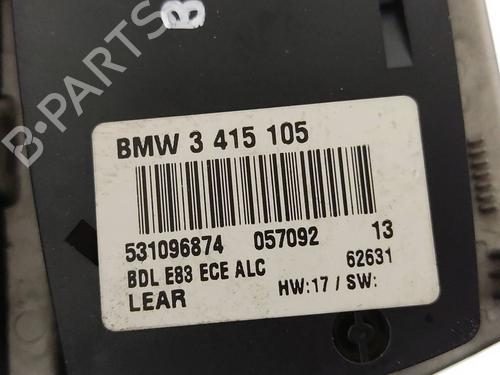 B
B-PARTS
BMW 3 415 105
531096874 057092 13
BDL E83 ECE ALC 62631
LEAR HW:17 / SW: